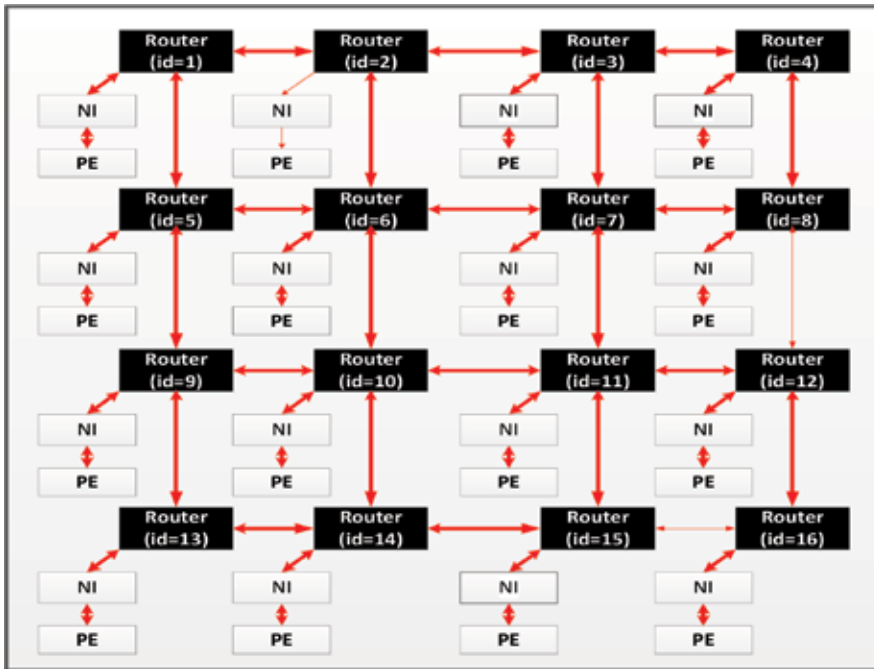 Router Router Router Router
(id=1) (id=2) (id=3) (id=4)
NI NI NI NI
PE PE PE PE
Router Router Router Router
(id=5) (id=6) (id=7) (id=8)
NI NI NI NI
PE PE PE PE
Router Router Router Router
(id=9) (id=10) (id=11) (id=12)
NI NI NI NI
PE PE PE PE
Router Router Router Router
(id=13) (id=14) (id=15) (id=16)
NI NI NI NI
PE PE PE PE